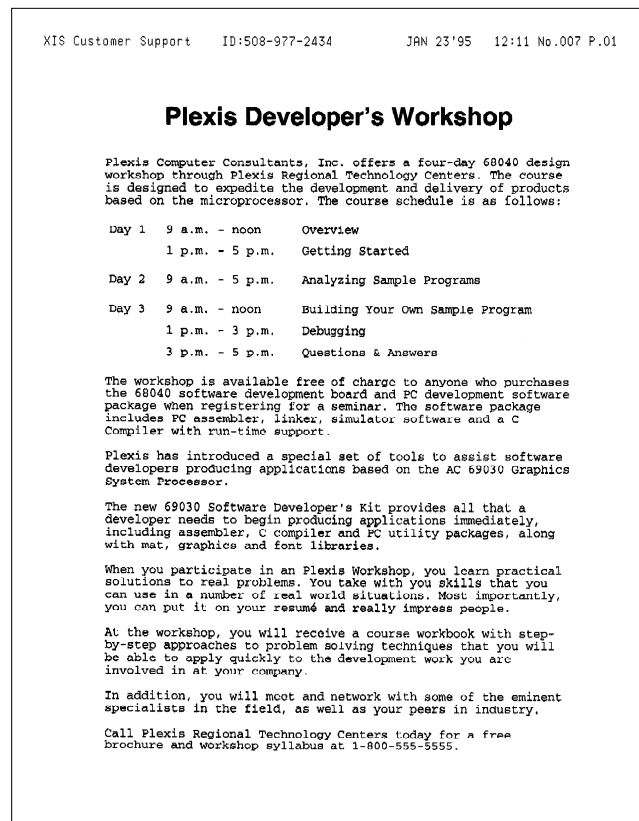 XIS Customer Support ID:508-977-2434 JAN 23'95 12:11 No.007 P.01
Plexis Developer's Workshop
Plexis Computer Consultants, Inc. offers a four-day 68040 design
workshop through Plexis Regional Technology Centers. The course
is designed to expedite the development and delivery of products
based on the microprocessor. The course schedule is as follows:
Day 1 9 a.m. - noon Overview
1 p.m. - 5 p.m. Getting Started
Day 2 9 a.m. - 5 p.m. Analyzing Sample Programs
Day 3 9 a.m. - noon Building Your Own Sample Program
1 p.m. - 3 p.m. Debugging
3 p.m. - 5 p.m. Questions & Answers
The workshop is available free of charge to anyone who purchases
the 68040 software development board and PC development software
package when registering for a seminar. The software package
includes PC assembler, linker, simulator software and a C
Compiler with run-time support.
Plexis has introduced a special set of tools to assist software
developers producing applications based on the AC 69030 Graphics
System Processor.
The new 69030 Software Developer's Kit provides all that a
developer needs to begin producing applications immediately,
including assembler, C compiler and PC utility packages, along
with mat, graphics and font libraries.
When you participate in an Plexis Workshop, you learn practical
solutions to real problems. You take with you skills that you
can use in a number of real world situations. Most importantly,
you can put it on your resumé and really impress people.
At the workshop, you will receive a course workbook with step-
by-step approaches to problem solving techniques that you will
be able to apply quickly to the development work you are
involved in at your company.
In addition, you will meet and network with some of the eminent
specialists in the field, as well as your peers in industry.
Call Plexis Regional Technology Centers today for a free
brochure and workshop syllabus at 1-800-555-5555.